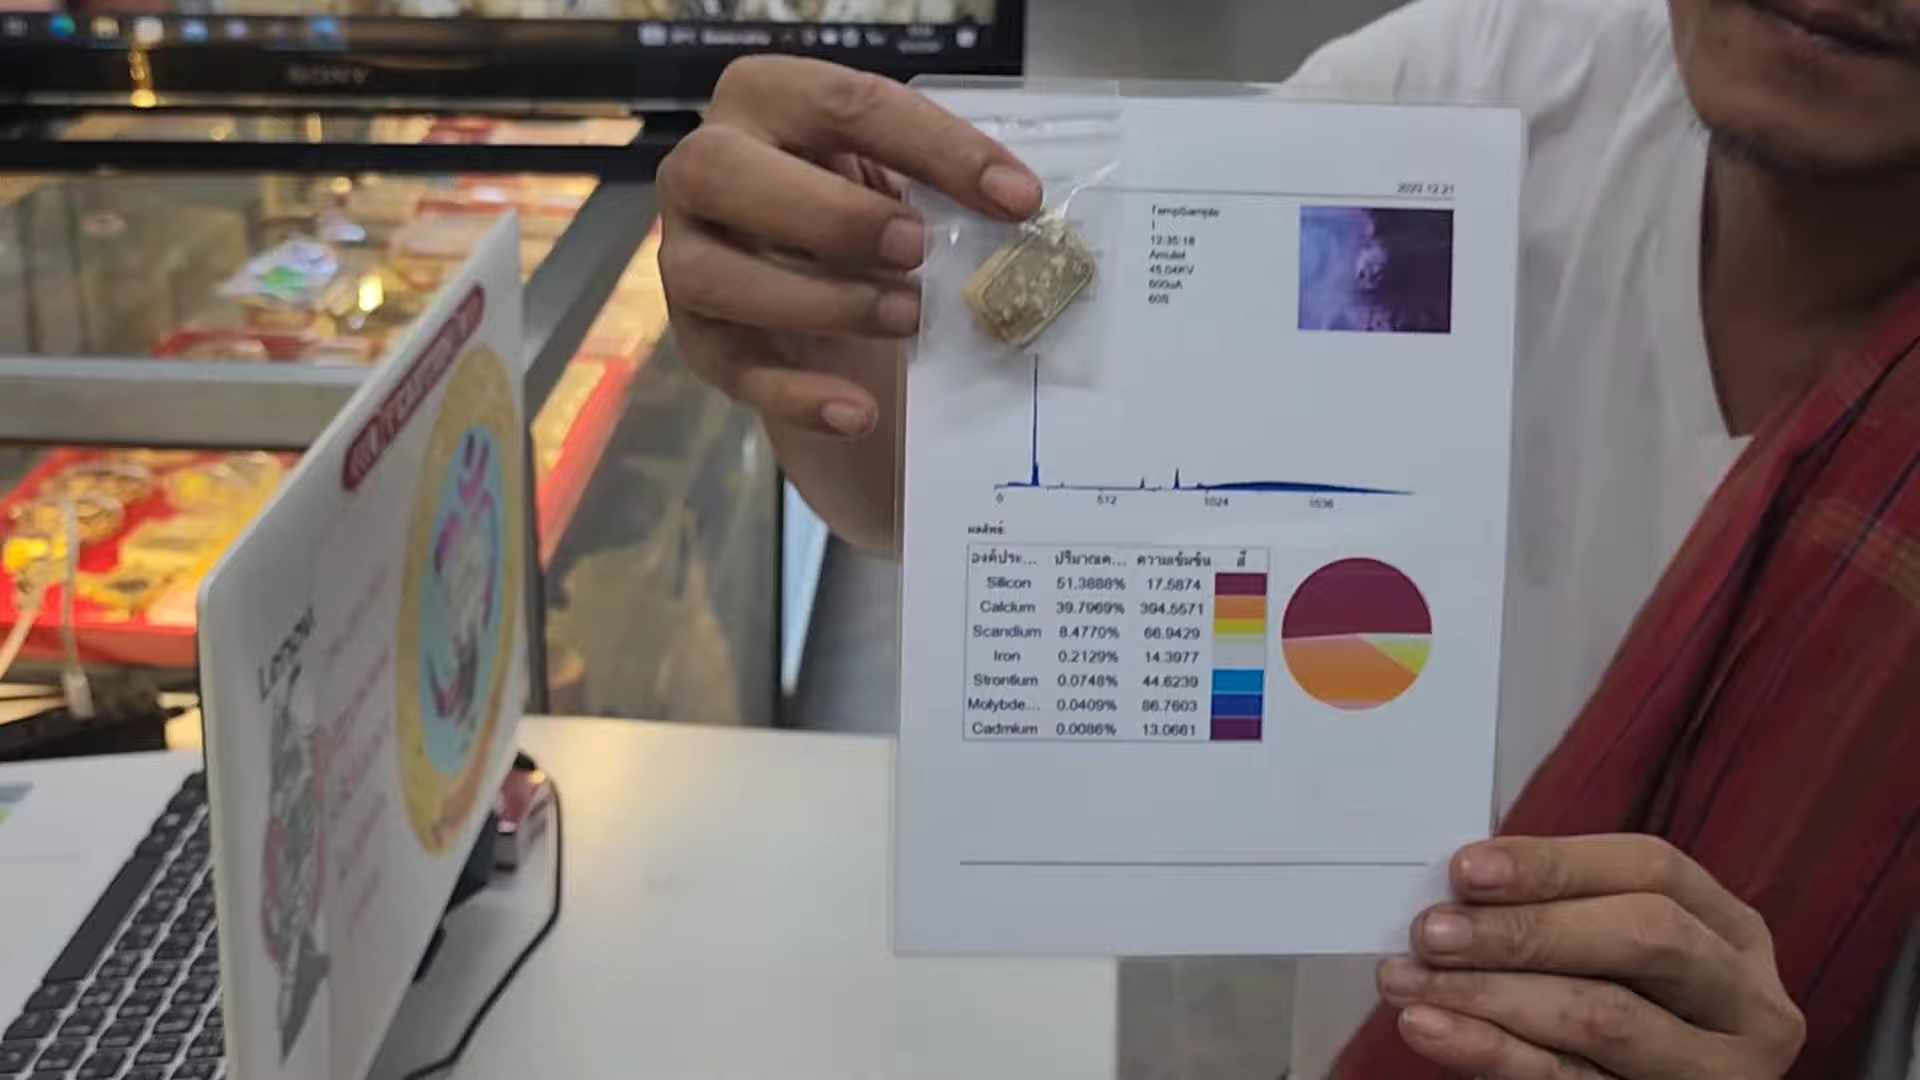 SONY
Lenovo
2022.12.21
TempSample
1
12:35:18
Amulet
45.04KV
600uA
60S
0 512 1024 1536
ผลลัพธ์:
องค์ประ... ปริมาณเค... ความเข้มข้น สี
Silicon 51.3888% 17.5874
Calcium 39.7969% 394.5571
Scandium 8.4770% 66.9429
Iron 0.2129% 14.3977
Strontium 0.0748% 44.6239
Molybde... 0.0409% 86.7603
Cadmium 0.0086% 13.0661